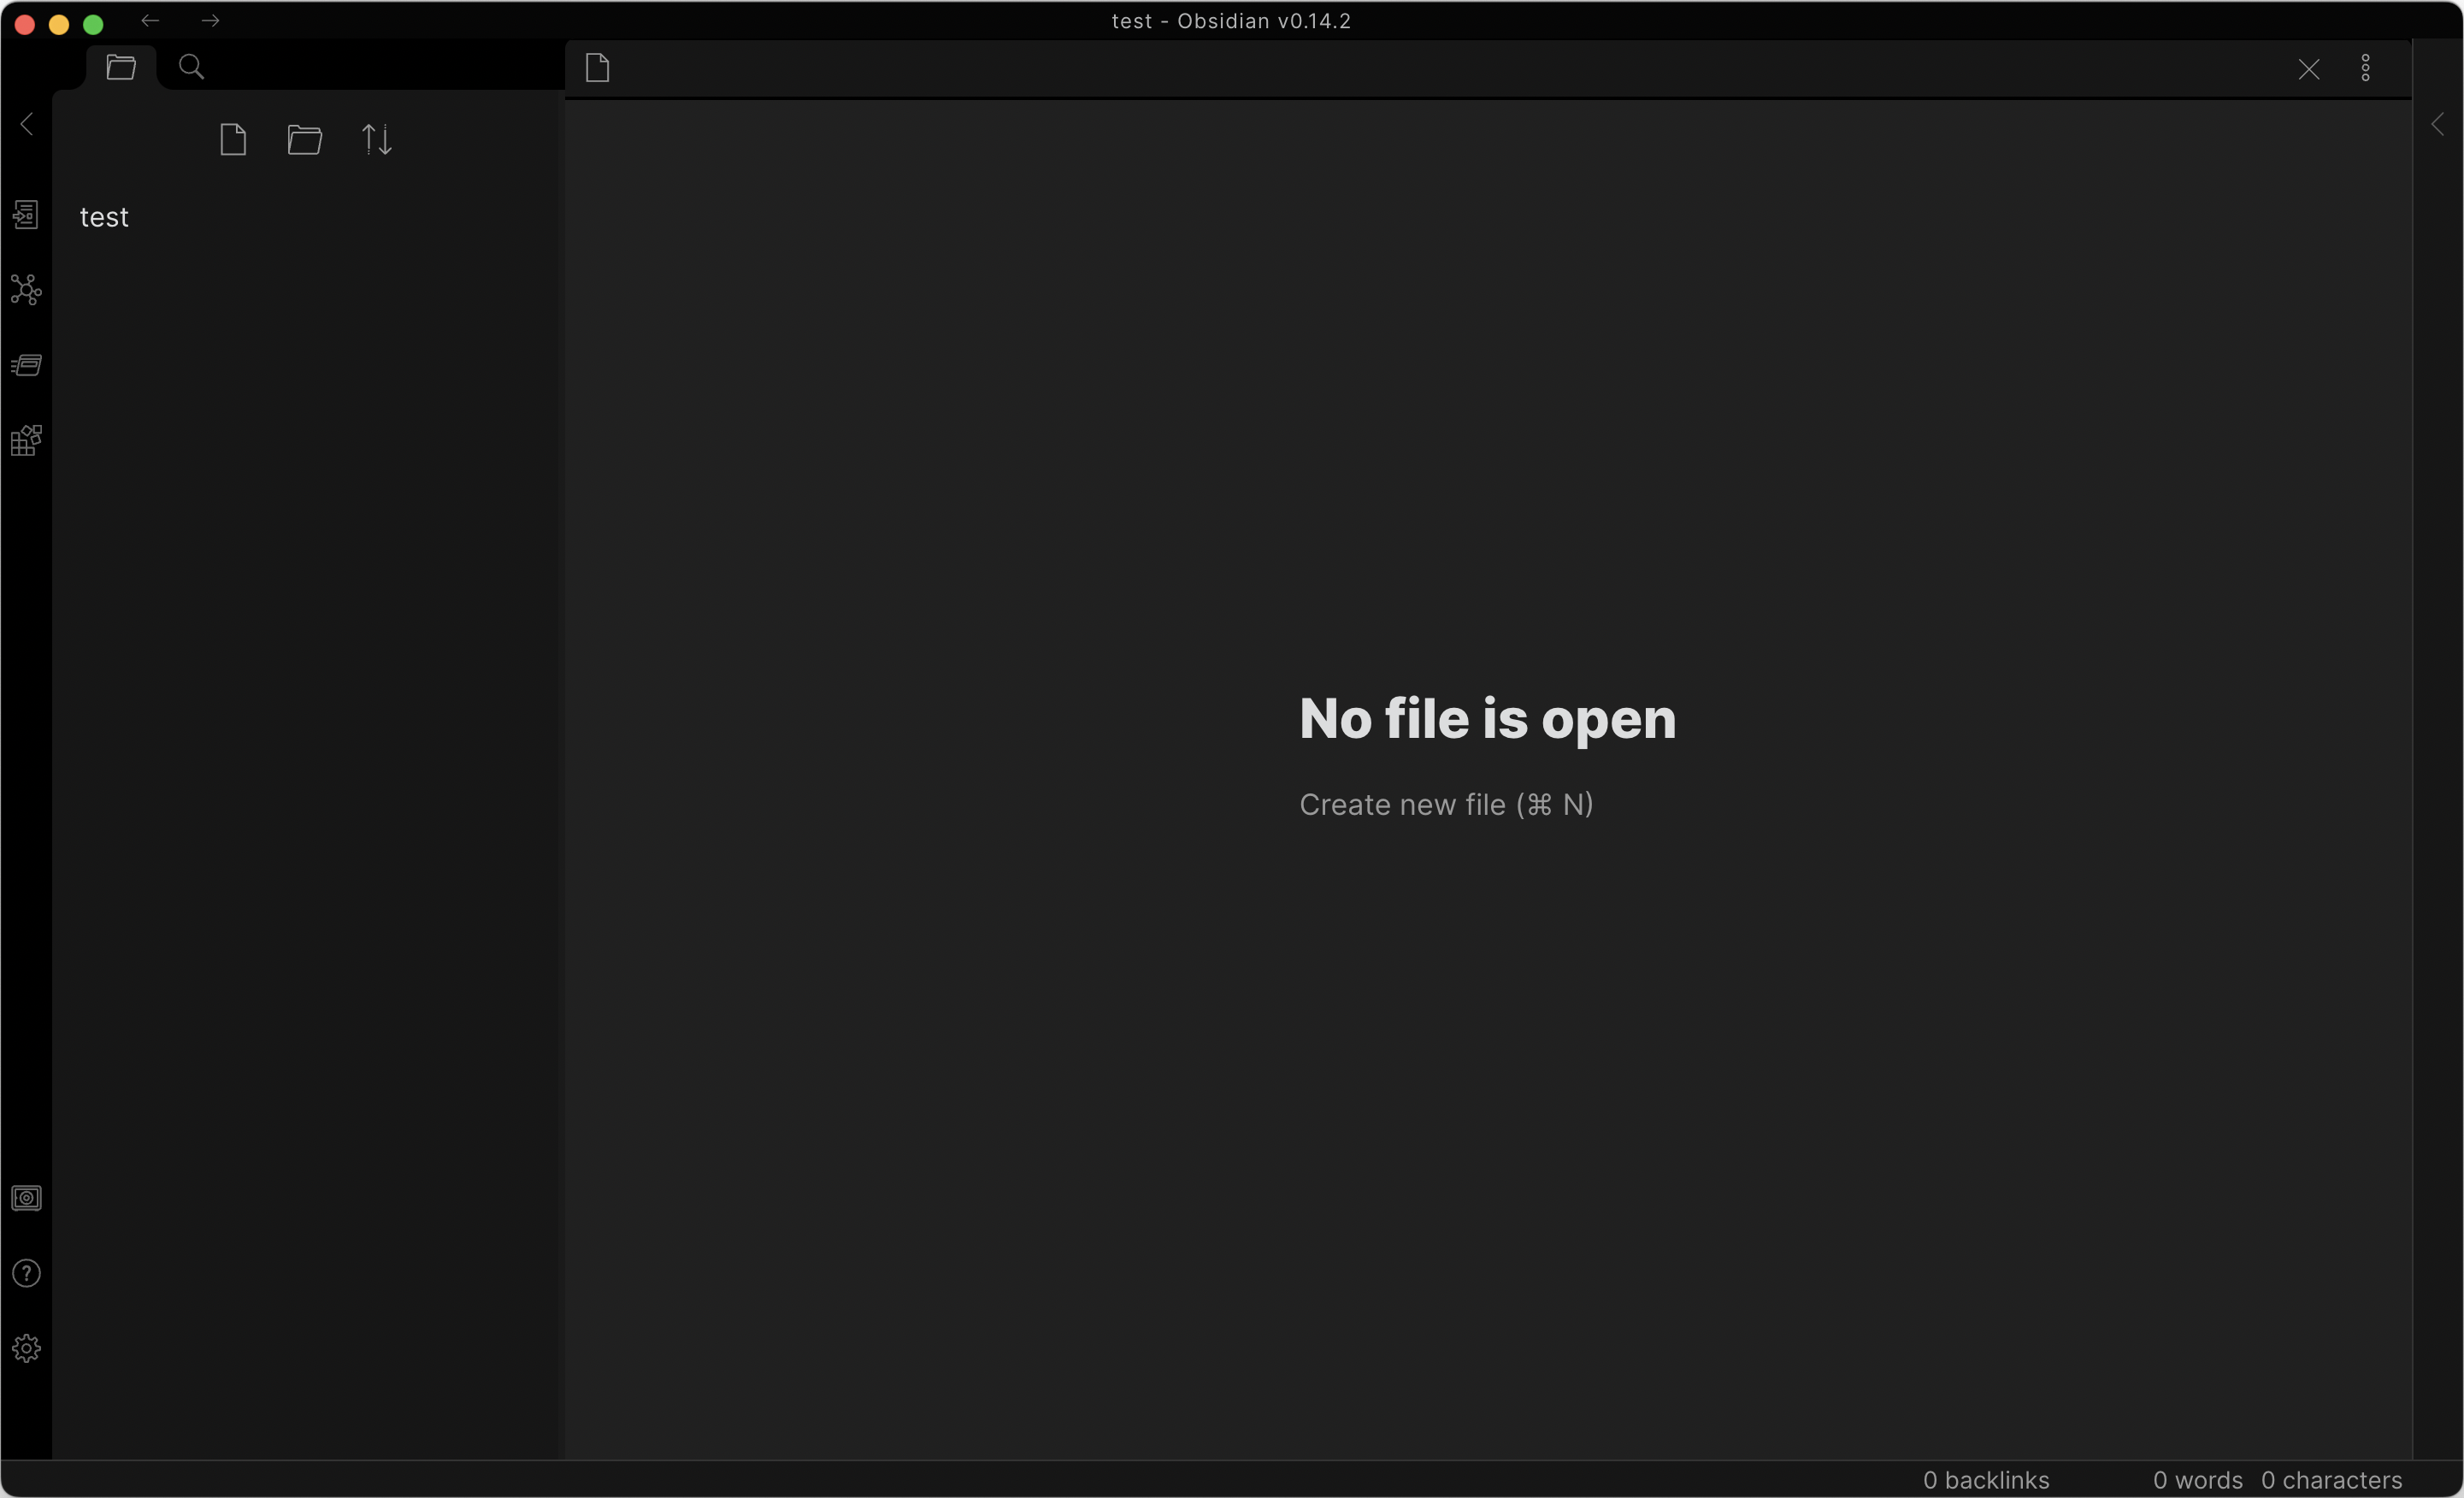 test - Obsidian v0.14.2
test
No file is open
Create new file (⌘ N)
0 backlinks 0 words 0 characters